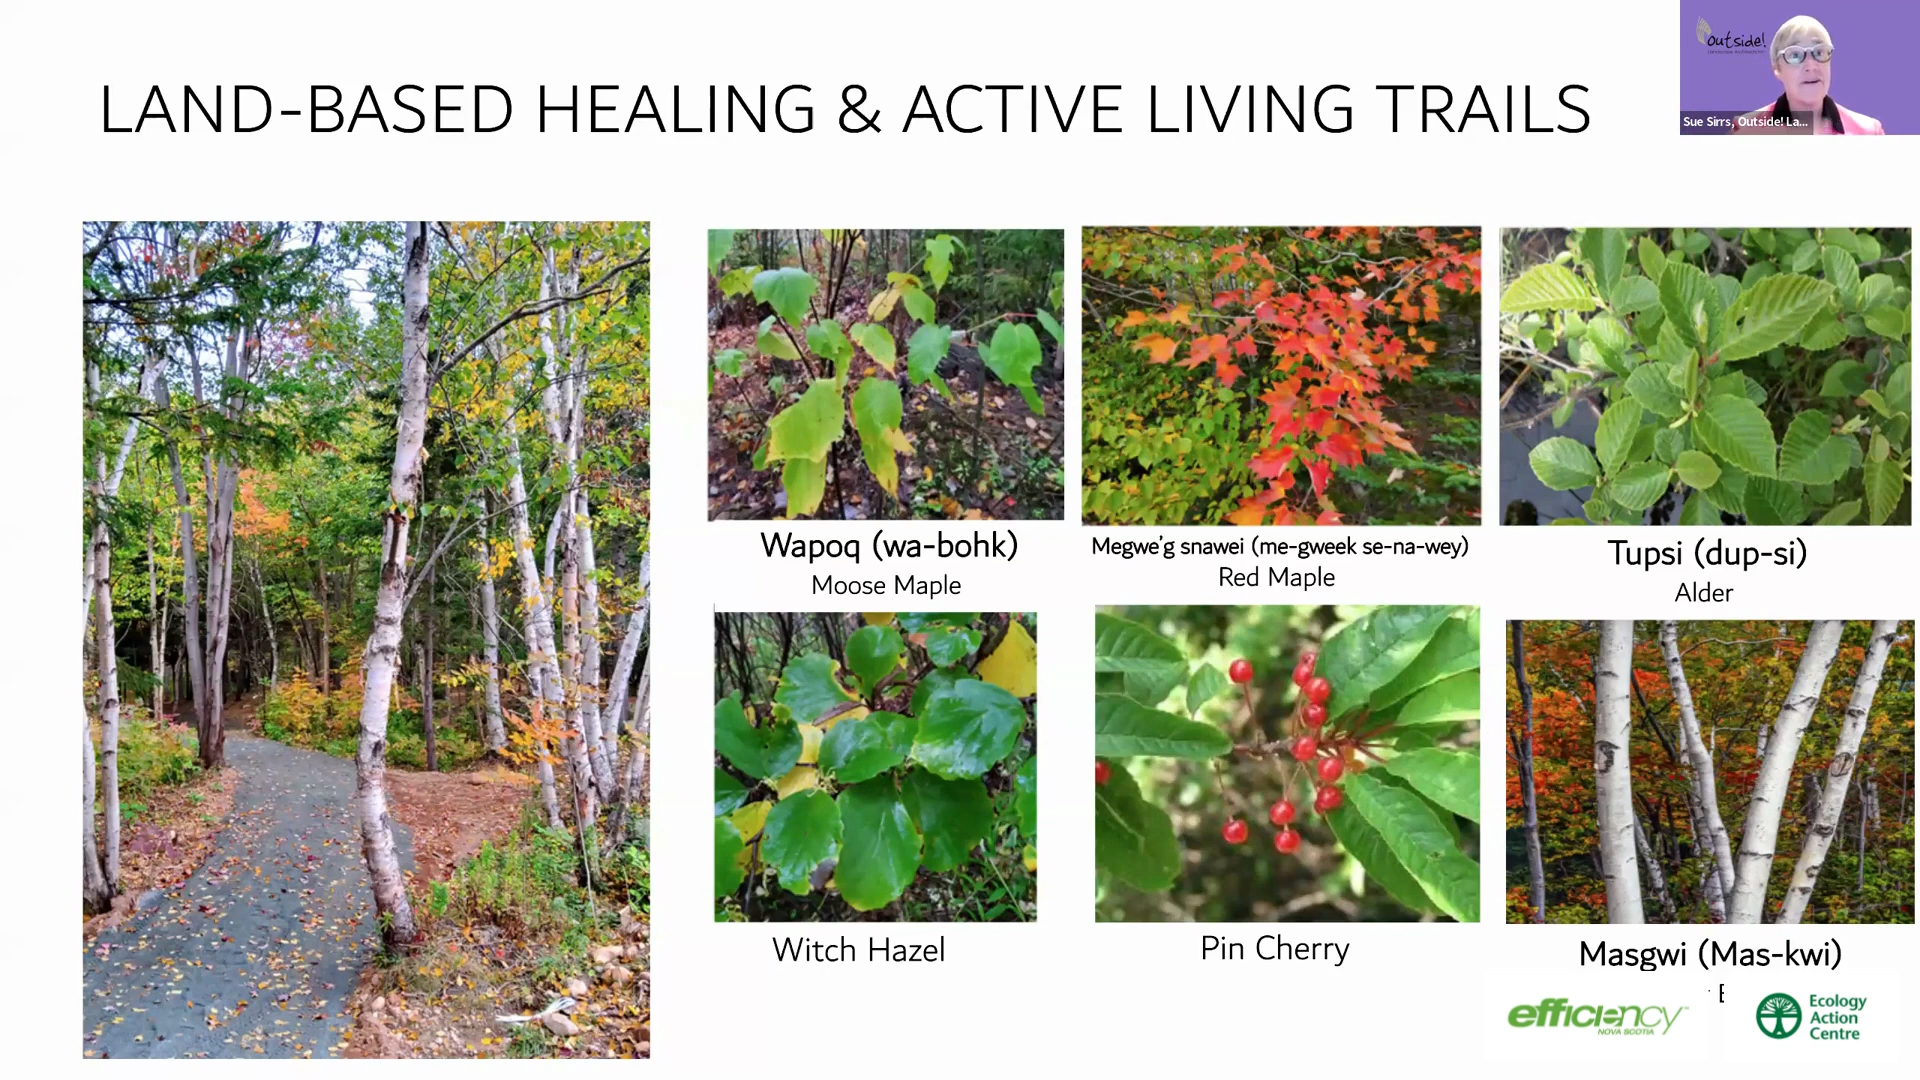 LAND-BASED HEALING & ACTIVE LIVING TRAILS
outside!
Sue Sirrs, Outside! La...
Wapoq (wa-bohk)
Moose Maple
Megwe'g snawei (me-gweek se-na-wey)
Red Maple
Tupsi (dup-si)
Alder
Witch Hazel
Pin Cherry
Masgwi (Mas-kwi)
efficiency
NOVA SCOTIA
Ecology
Action
Centre